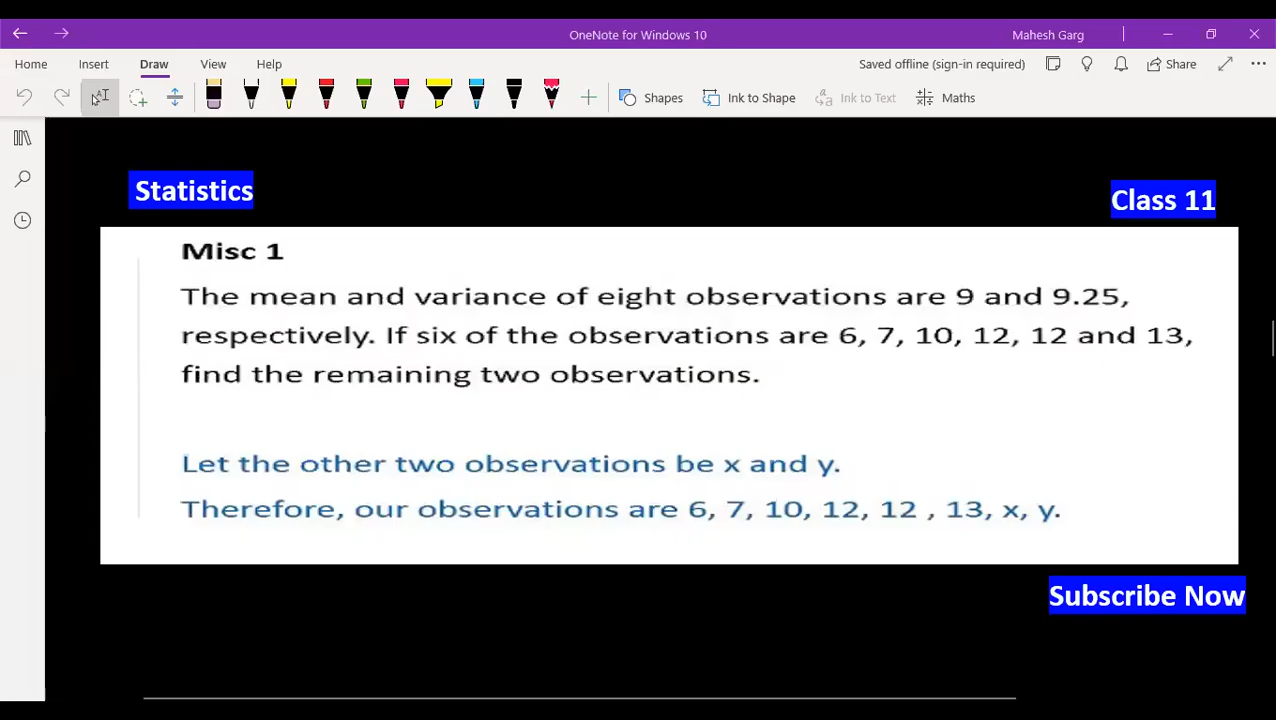 OneNote for Windows 10
Mahesh Garg
Home
Insert
Draw
View
Help
Saved offline (sign-in required)
Share
Shapes
Ink to Shape
Ink to Text
Maths
Statistics
Class 11
Misc 1
The mean and variance of eight observations are 9 and 9.25,
respectively. If six of the observations are 6, 7, 10, 12, 12 and 13,
find the remaining two observations.
Let the other two observations be x and y.
Therefore, our observations are 6, 7, 10, 12, 12 , 13, x, y.
Subscribe Now